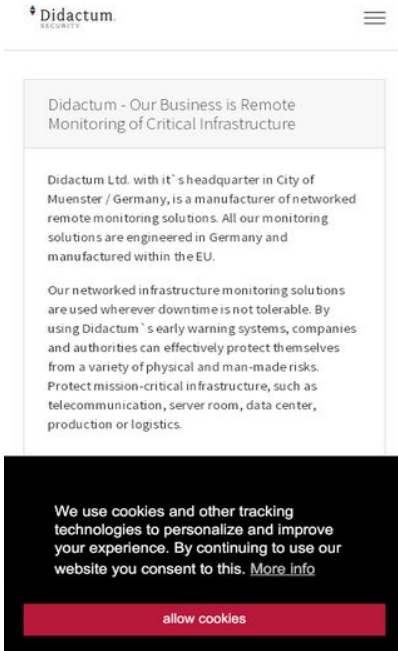 Didactum.
SECURITY
Didactum - Our Business is Remote
Monitoring of Critical Infrastructure
Didactum Ltd. with it`s headquarter in City of
Muenster / Germany, is a manufacturer of networked
remote monitoring solutions. All our monitoring
solutions are engineered in Germany and
manufactured within the EU.
Our networked infrastructure monitoring solutions
are used wherever downtime is not tolerable. By
using Didactum`s early warning systems, companies
and authorities can effectively protect themselves
from a variety of physical and man-made risks.
Protect mission-critical infrastructure, such as
telecommunication, server room, data center,
production or logistics.
We use cookies and other tracking
technologies to personalize and improve
your experience. By continuing to use our
website you consent to this. More info
allow cookies